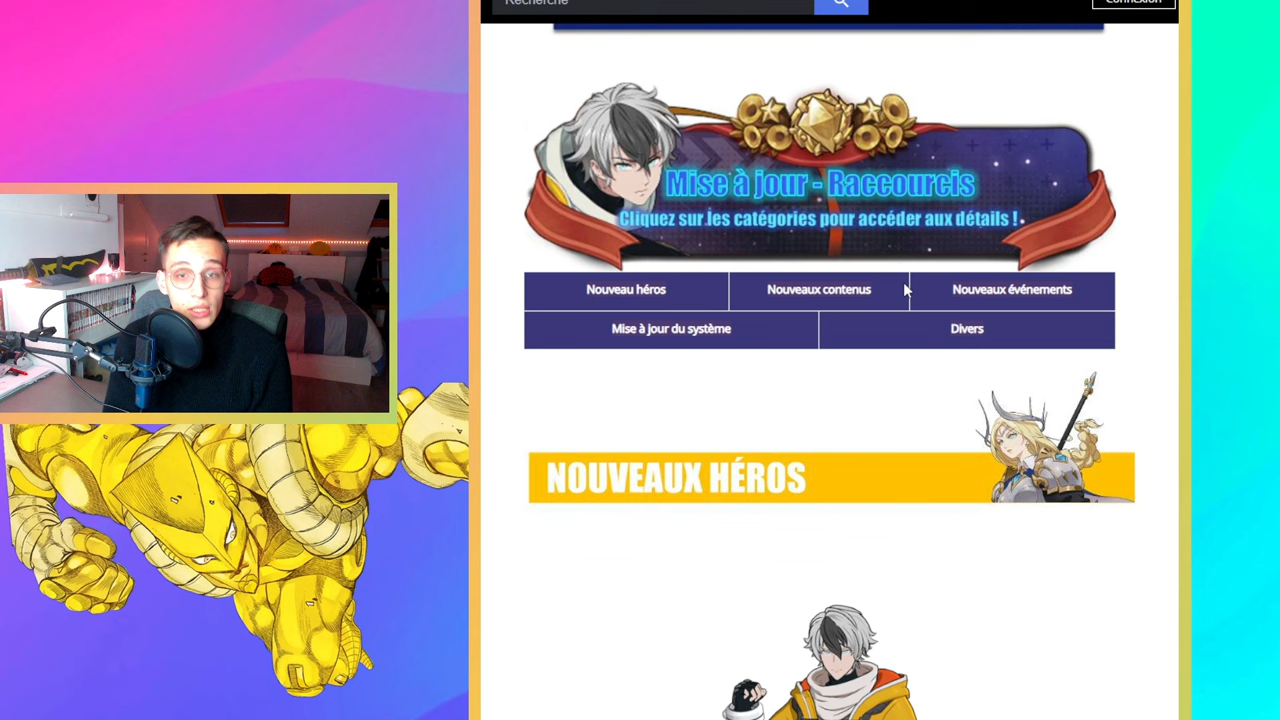 Recherche
Connexion
Mise à jour - Raccourcis
Cliquez sur les catégories pour accéder aux détails !
Nouveau héros
Nouveaux contenus
Nouveaux événements
Mise à jour du système
Divers
NOUVEAUX HÉROS